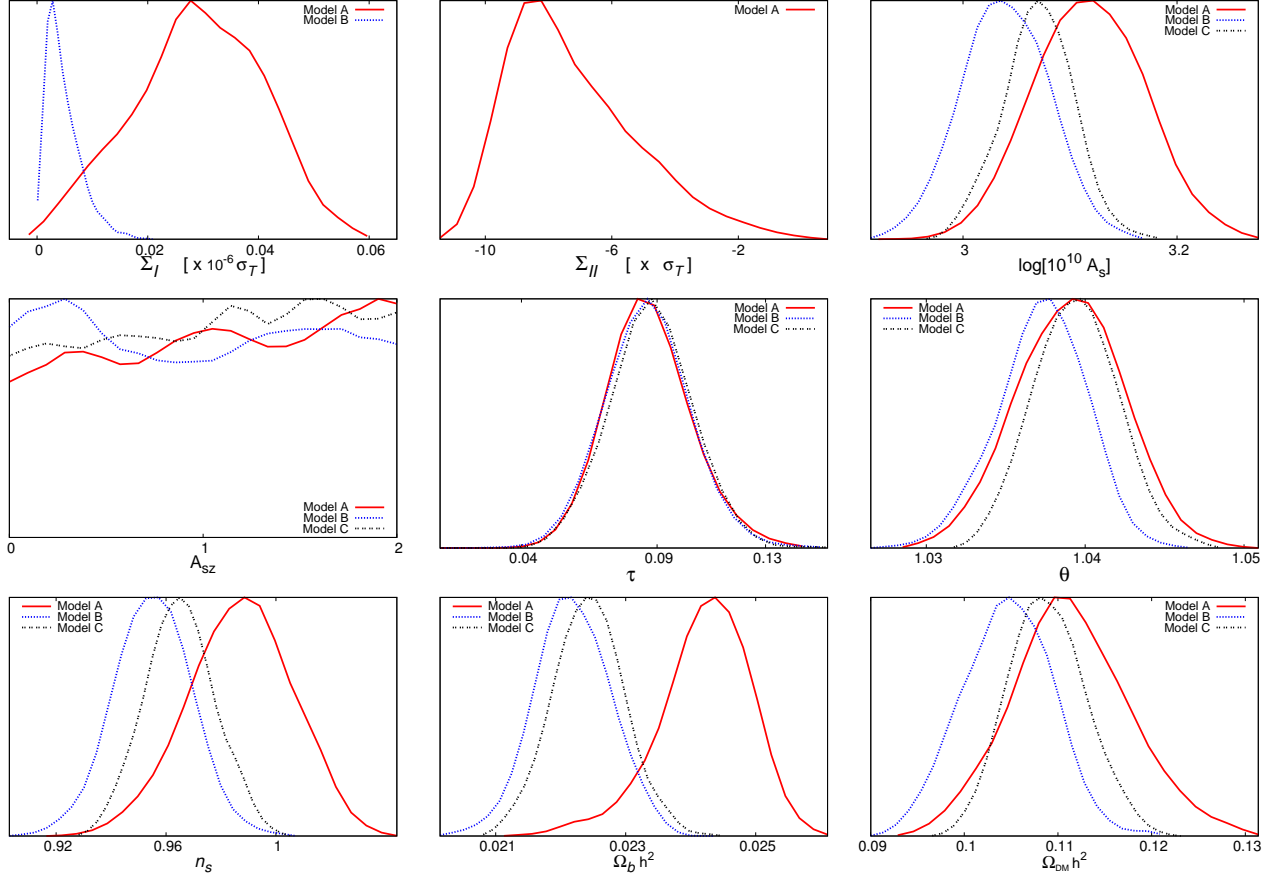 Model A
Model B
0 0.02 0.04 0.06
Σ_I [ x 10⁻⁶ σ_T]
Model A
-10 -6 -2
Σ_II [ x σ_T]
Model A
Model B
Model C
3 3.2
log[10¹⁰ A_s]
Model A
Model B
Model C
0 1 2
A_sz
Model A
Model B
Model C
0.04 0.09 0.13
τ
Model A
Model B
Model C
1.03 1.04 1.05
θ
Model A
Model B
Model C
0.92 0.96 1
n_s
Model A
Model B
Model C
0.021 0.023 0.025
Ω_b h²
Model A
Model B
Model C
0.09 0.1 0.11 0.12 0.13
Ω_DM h²